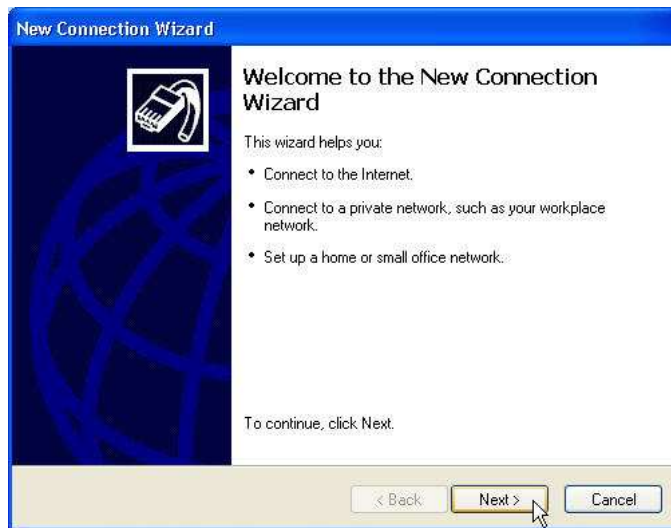 New Connection Wizard
Welcome to the New Connection
Wizard
This wizard helps you:
• Connect to the Internet.
• Connect to a private network, such as your workplace
network.
• Set up a home or small office network.
To continue, click Next.
< Back
Next >
Cancel